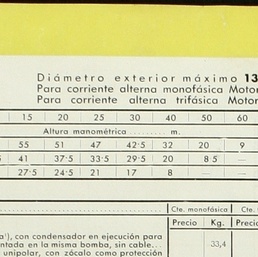 Diámetro exterior máximo 13
Para corriente alterna monofásica Motor
Para corriente alterna trifásica Motor
15 20 25 30 40 50 60
Altura manométrica .......... m.
55 51 47 42'5 32 20 9
41 37'5 33'5 29'5 20 8'5 —
27'5 24'5 21 17 8 — —
Cte. monofásica Cte.
Precio Kg. Precio
con condensador en ejecución para
ntada en la misma bomba, sin cable... 33,4
unipolar, con zócalo como protección